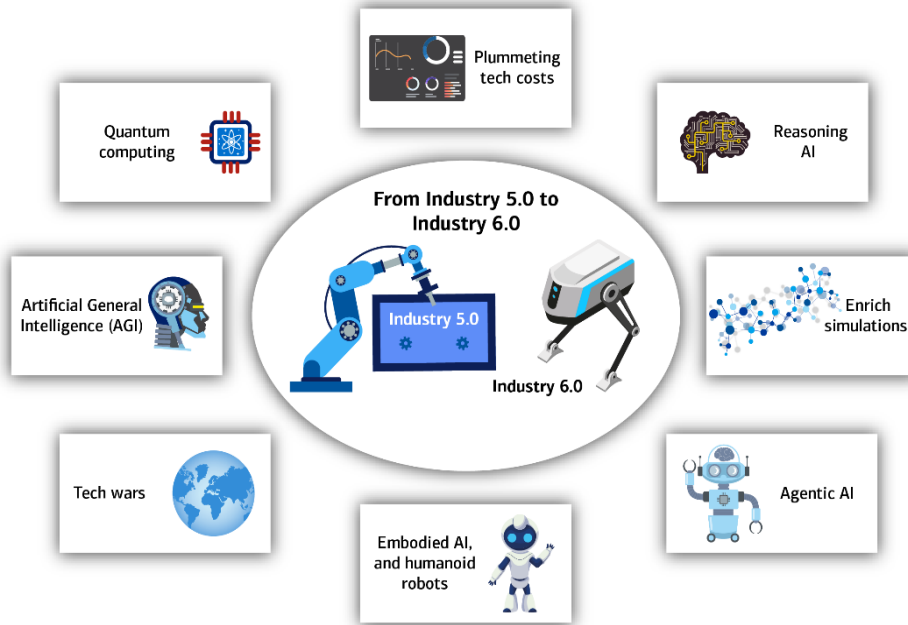 Plummeting
tech costs
Quantum
computing
Reasoning
AI
From Industry 5.0 to
Industry 6.0
Artificial General
Intelligence (AGI)
Industry 5.0
Enrich
simulations
Industry 6.0
Tech wars
Agentic AI
Embodied AI,
and humanoid
robots